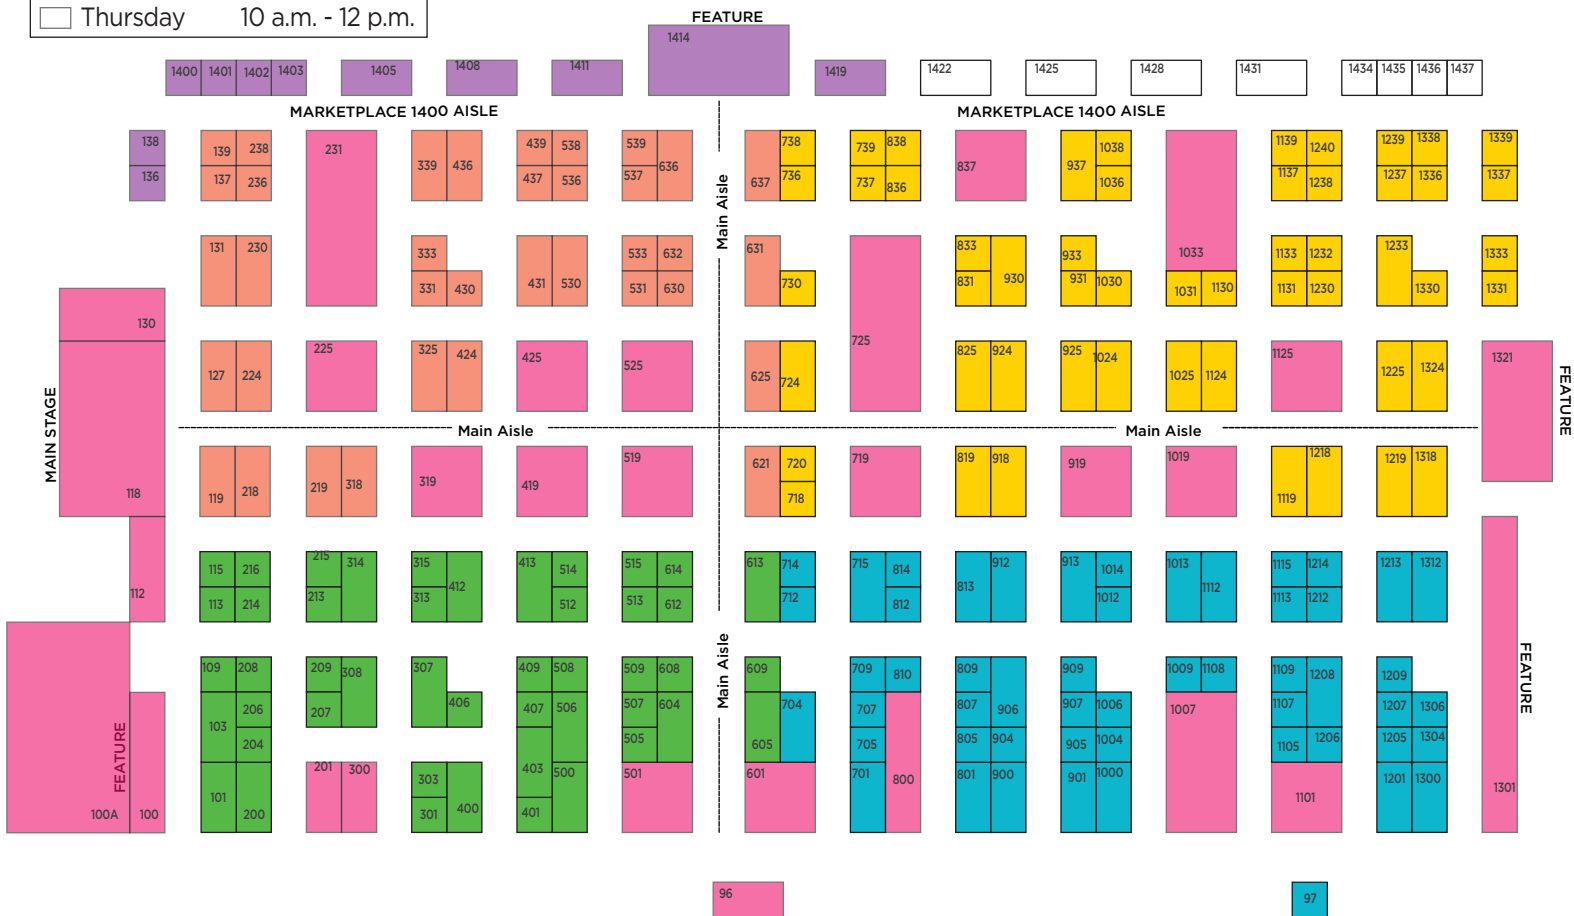 Thursday 10 a.m. - 12 p.m.
FEATURE
1414
1400 1401 1402 1403 1405 1408 1411 1419 1422 1425 1428 1431 1434 1435 1436 1437
MARKETPLACE 1400 AISLE MARKETPLACE 1400 AISLE
138 139 238 231 339 436 439 538 539 636 637 738 739 838 837 937 1038 1139 1240 1239 1338 1339
136 137 236 437 536 537 736 737 836 1036 1137 1238 1237 1336 1337
Main Aisle
131 230 333 431 530 533 632 631 833 930 933 1033 1133 1232 1233 1333
331 430 531 630 730 831 931 1030 1031 1130 1131 1230 1330 1331
130
127 224 225 325 424 425 525 625 724 725 825 924 925 1024 1025 1124 1125 1225 1324 1321
MAIN STAGE
FEATURE
Main Aisle Main Aisle
118 119 218 219 318 319 419 519 621 720 719 819 918 919 1019 1119 1218 1219 1318
718
112 115 216 215 314 315 412 413 514 515 614 613 714 715 814 813 912 913 1014 1013 1112 1115 1214 1213 1312
113 214 213 313 512 513 612 712 812 1012 1113 1212
Main Aisle
FEATURE
109 208 209 308 307 409 508 509 608 609 709 810 809 906 909 1009 1108 1109 1208 1209
103 206 207 406 407 506 507 604 605 704 707 800 807 907 1006 1007 1107 1207 1306
204 403 505 705 805 904 905 1004 1105 1206 1205 1304
FEATURE
100A 100 101 200 201 300 303 400 500 501 601 701 801 900 901 1000 1101 1201 1300 1301
301 401
96 97